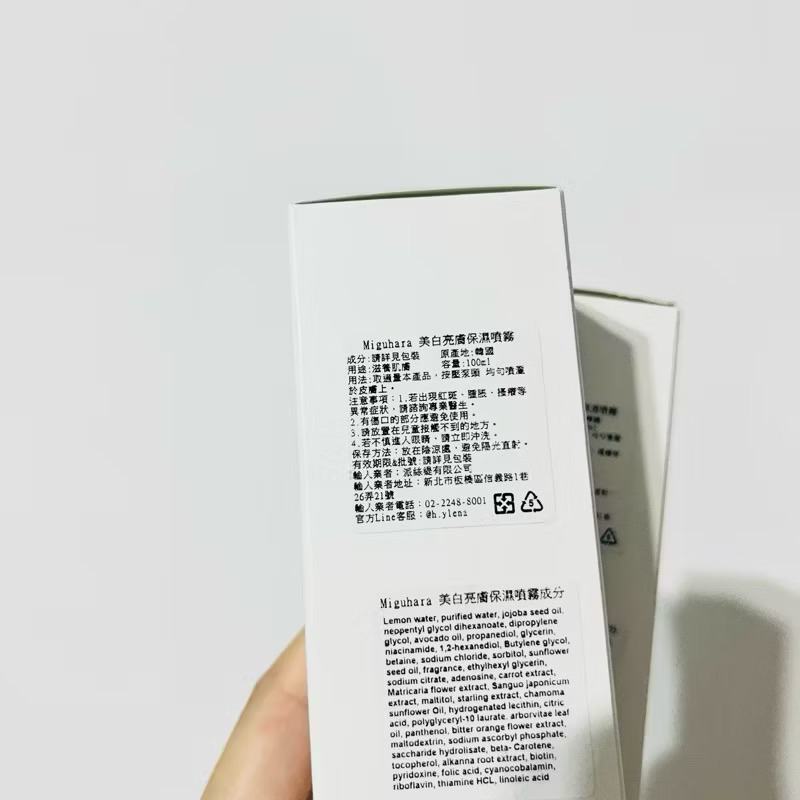 Miguhara 美白亮膚保濕噴霧
成分:請詳見包裝 原產地:韓國
用途:滋養肌膚 容量:100ml
用法:取適量本產品，按壓泵頭 均勻噴灑
於皮膚上。
注意事項：1.若出現紅斑、腫脹、搔癢等
異常症狀，請諮詢專業醫生。
2.有傷口的部分應避免使用。
3.請放置在兒童接觸不到的地方。
4.若不慎進入眼睛，請立即沖洗。
保存方法：放在陰涼處，避免陽光直射。
有效期限&批號:請詳見包裝
輸入業者：派絲緹有限公司
輸入業者地址：新北市板橋區信義路1巷
26弄21號
輸入業者電話：02-2248-8001
官方Line客服：@h.ylena
5
Miguhara 美白亮膚保濕噴霧成分
Lemon water, purified water, jojoba seed oil,
neopentyl glycol dihexanoate, dipropylene
glycol, avocado oil, propanediol, glycerin,
niacinamide, 1,2-hexanediol, Butylene glycol,
betaine, sodium chloride, sorbitol, sunflower
seed oil, fragrance, ethylhexyl glycerin,
sodium citrate, adenosine, carrot extract,
Matricaria flower extract, Sanguo japonicum
extract, maltitol, starling extract, chamoma
sunflower Oil, hydrogenated lecithin, citric
acid, polyglyceryl-10 laurate, arborvitae leaf
oil, panthenol, bitter orange flower extract,
maltodextrin, sodium ascorbyl phosphate,
saccharide hydrolisate, beta- Carotene,
tocopherol, alkanna root extract, biotin,
pyridoxine, folic acid, cyanocobalamin,
riboflavin, thiamine HCL, linoleic acid